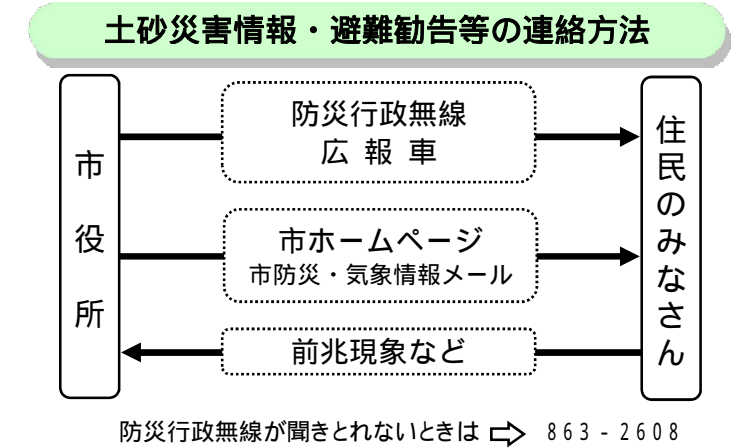 土砂災害情報・避難勧告等の連絡方法
市役所
防災行政無線
広報車
市ホームページ
市防災・気象情報メール
前兆現象など
住民のみなさん
防災行政無線が聞きとれないときは ⇨ 863-2608